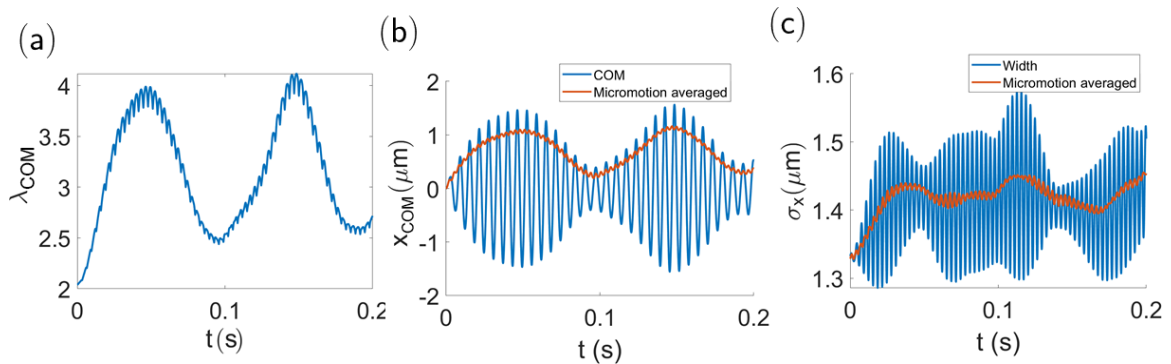 (a)
4
3.5
3
2.5
2
λCOM
0
0.1
0.2
t(s)
(b)
COM
Micromotion averaged
2
1
0
-1
-2
xCOM(μm)
0
0.1
0.2
t (s)
(c)
Width
Micromotion averaged
1.6
1.5
1.4
1.3
σx(μm)
0
0.1
0.2
t (s)